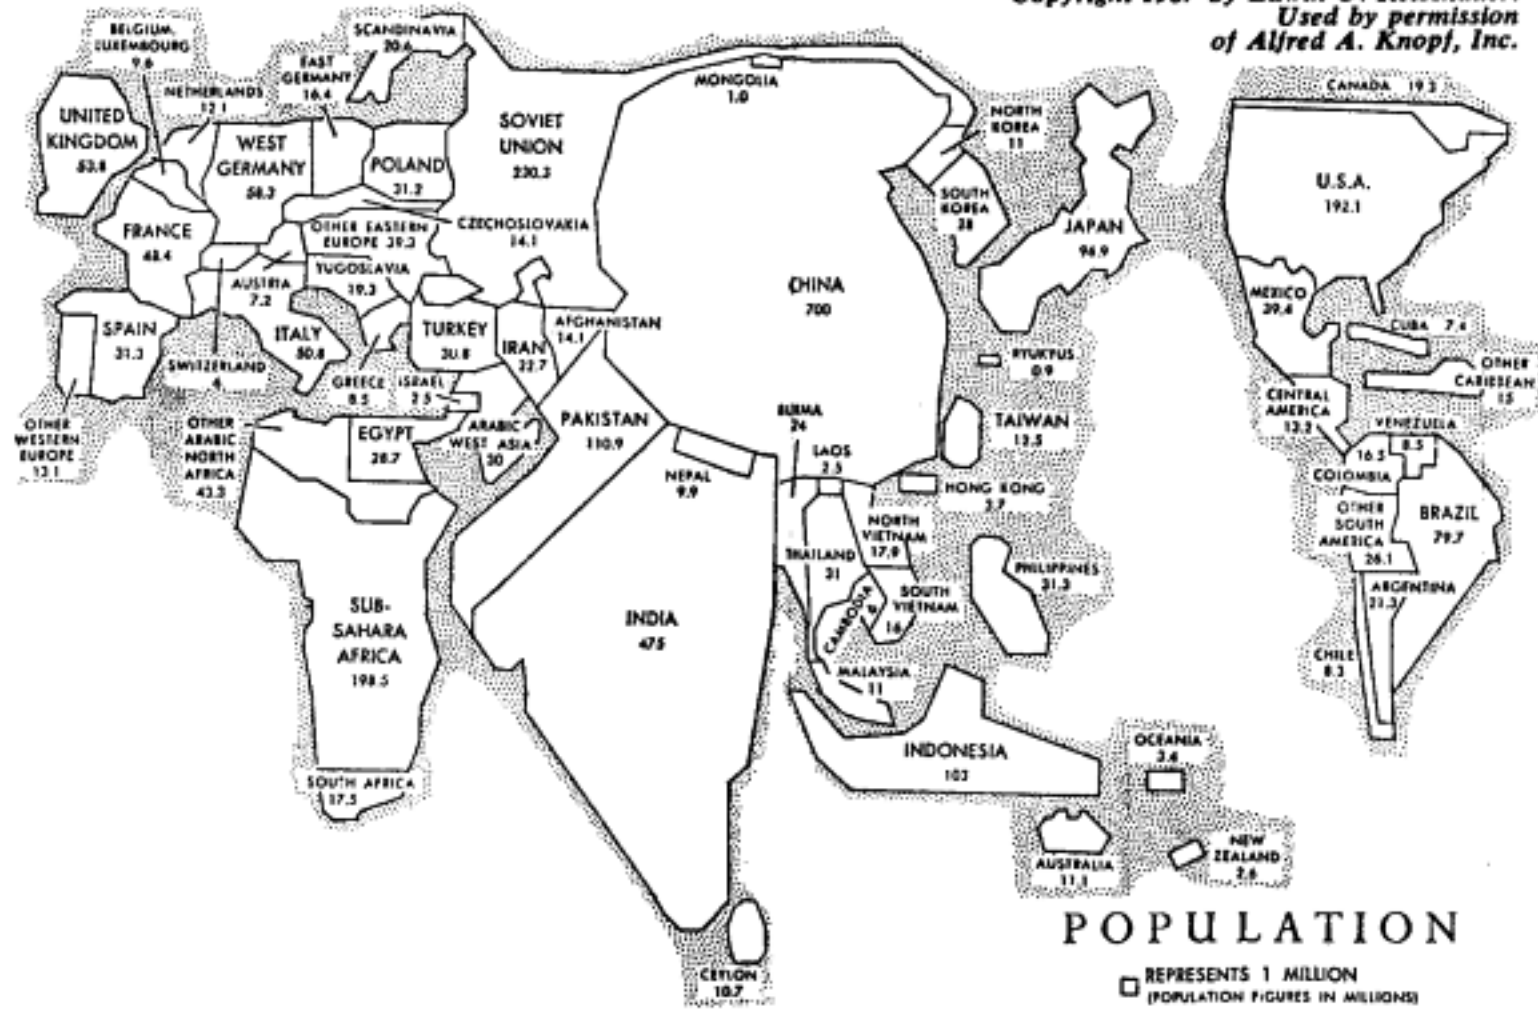 Used by permission
of Alfred A. Knopf, Inc.
BELGIUM,
LUXEMBOURG
9.6
SCANDINAVIA
20.6
EAST
GERMANY
16.4
NETHERLANDS
12.1
UNITED
KINGDOM
53.8
WEST
GERMANY
58.3
POLAND
31.2
SOVIET
UNION
230.3
MONGOLIA
1.0
NORTH
KOREA
11
CANADA 19.3
U.S.A.
192.1
FRANCE
48.4
OTHER EASTERN
EUROPE 39.3
CZECHOSLOVAKIA
14.1
SOUTH
KOREA
28
JAPAN
96.9
AUSTRIA
7.2
YUGOSLAVIA
19.3
CHINA
700
MEXICO
39.6
SPAIN
31.3
ITALY
50.8
TURKEY
30.8
IRAN
22.7
AFGHANISTAN
14.1
CUBA 7.4
SWITZERLAND
GREECE
8.5
ISRAEL
2.5
RYUKYUS
0.9
OTHER
CARIBBEAN
15
OTHER
WESTERN
EUROPE
OTHER
ARABIC
NORTH
AFRICA
43.3
EGYPT
28.7
ARABIC
WEST ASIA
30
PAKISTAN
110.9
NEPAL
9.9
BURMA
24
LAOS
2.5
TAIWAN
12.5
CENTRAL
AMERICA
13.2
VENEZUELA
8.5
16.5
COLOMBIA
HONG KONG
3.7
NORTH
VIETNAM
17.9
THAILAND
31
CAMBODIA
6
SOUTH
VIETNAM
16
PHILIPPINES
31.3
OTHER
SOUTH
AMERICA
26.1
BRAZIL
79.7
ARGENTINA
21.3
CHILE
8.3
SUB-
SAHARA
AFRICA
198.5
INDIA
475
MALAYSIA
11
INDONESIA
103
OCEANIA
3.6
SOUTH AFRICA
17.5
AUSTRALIA
11.1
NEW
ZEALAND
2.6
CEYLON
10.7
POPULATION
REPRESENTS 1 MILLION
(POPULATION FIGURES IN MILLIONS)